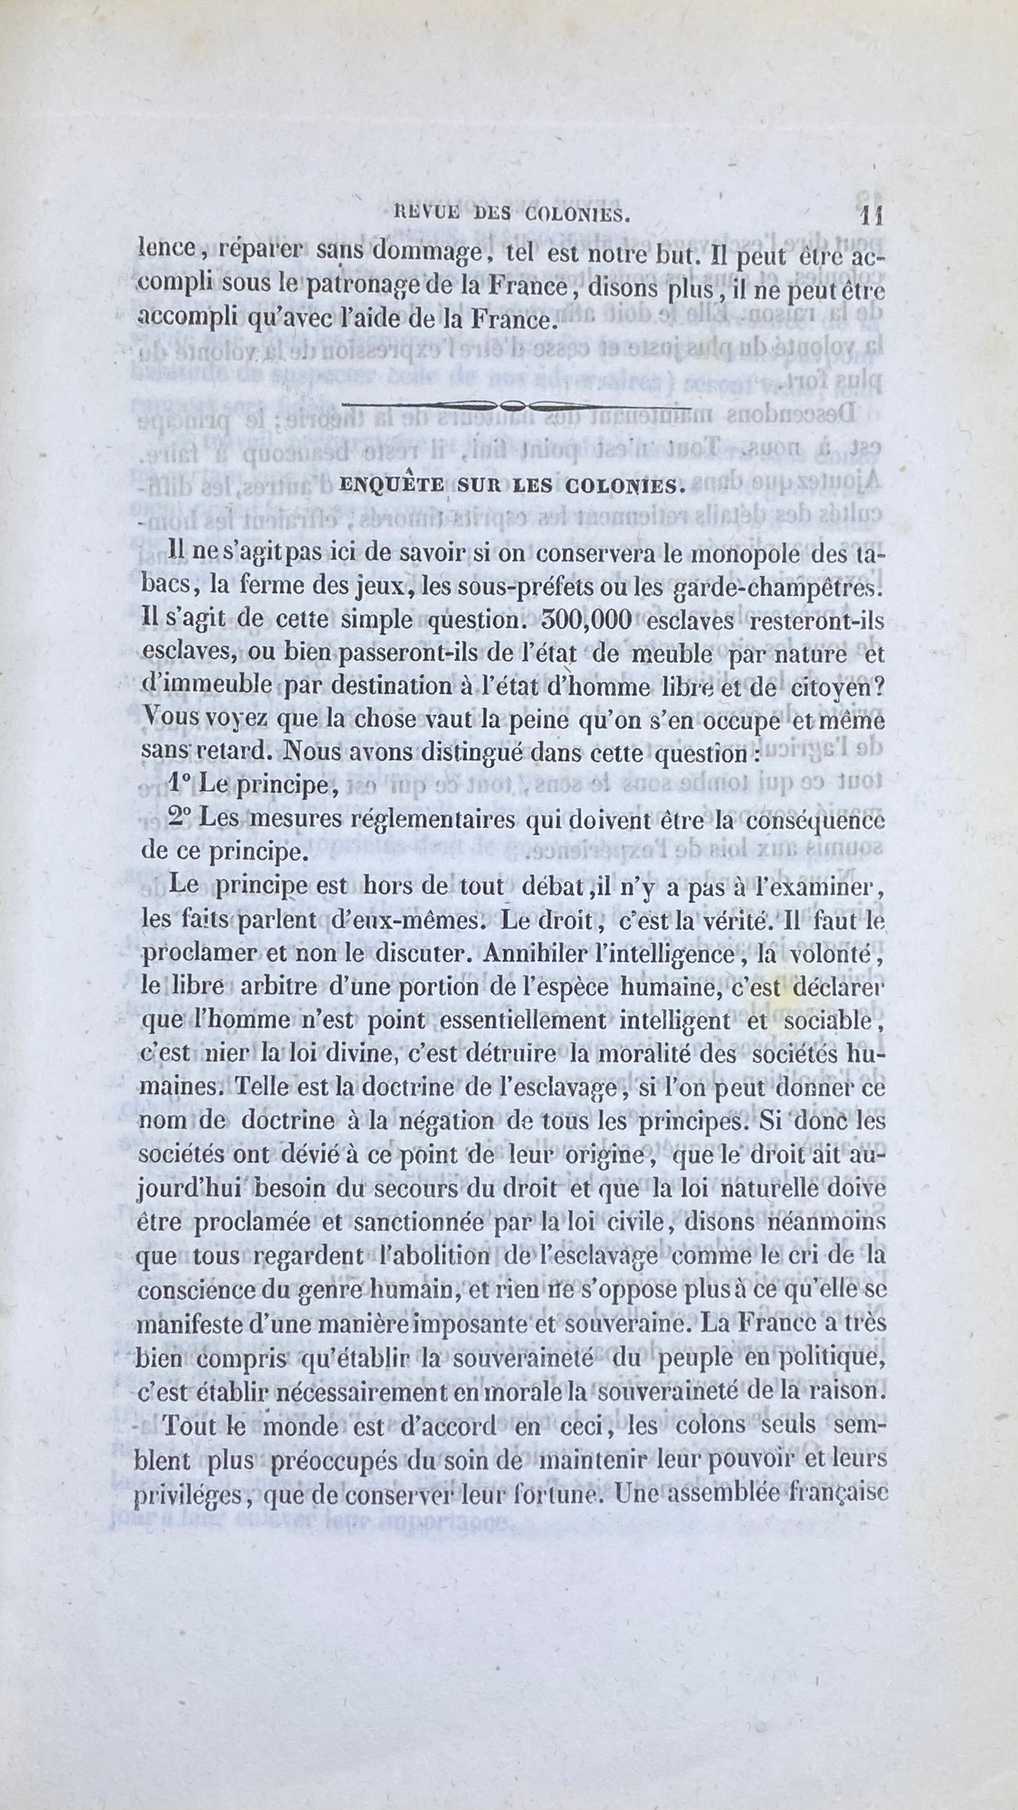 REVUE DES COLONIES. 11
lence, réparer sans dommage, tel est notre but. Il peut être ac-
compli sous le patronage de la France, disons plus, il ne peut être
accompli qu'avec l'aide de la France.
ENQUÊTE SUR LES COLONIES.
Il ne s'agit pas ici de savoir si on conservera le monopole des ta-
bacs, la ferme des jeux, les sous-préfets ou les garde-champêtres.
Il s'agit de cette simple question. 300,000 esclaves resteront-ils
esclaves, ou bien passeront-ils de l'état de meuble par nature et
d'immeuble par destination à l'état d'homme libre et de citoyen?
Vous voyez que la chose vaut la peine qu'on s'en occupe et même
sans retard. Nous avons distingué dans cette question :
1° Le principe,
2° Les mesures réglementaires qui doivent être la conséquence
de ce principe.
Le principe est hors de tout débat ;il n'y a pas à l'examiner,
les faits parlent d'eux-mêmes. Le droit, c'est la vérité. Il faut le
proclamer et non le discuter. Annihiler l'intelligence, la volonté,
le libre arbitre d'une portion de l'espèce humaine, c'est déclarer
que l'homme n'est point essentiellement intelligent et sociable,
c'est nier la loi divine, c'est détruire la moralité des sociétés hu-
maines. Telle est la doctrine de l'esclavage, si l'on peut donner ce
nom de doctrine à la négation de tous les principes. Si donc les
sociétés ont dévié à ce point de leur origine, que le droit ait au-
jourd'hui besoin du secours du droit et que la loi naturelle doive
être proclamée et sanctionnée par la loi civile, disons néanmoins
que tous regardent l'abolition de l'esclavage comme le cri de la
conscience du genre humain, et rien ne s'oppose plus à ce qu'elle se
manifeste d'une manière imposante et souveraine. La France a très
bien compris qu'établir la souveraineté du peuple en politique,
c'est établir nécessairement en morale la souveraineté de la raison.
Tout le monde est d'accord en ceci, les colons seuls sem-
blent plus préoccupés du soin de maintenir leur pouvoir et leurs
priviléges, que de conserver leur fortune. Une assemblée française